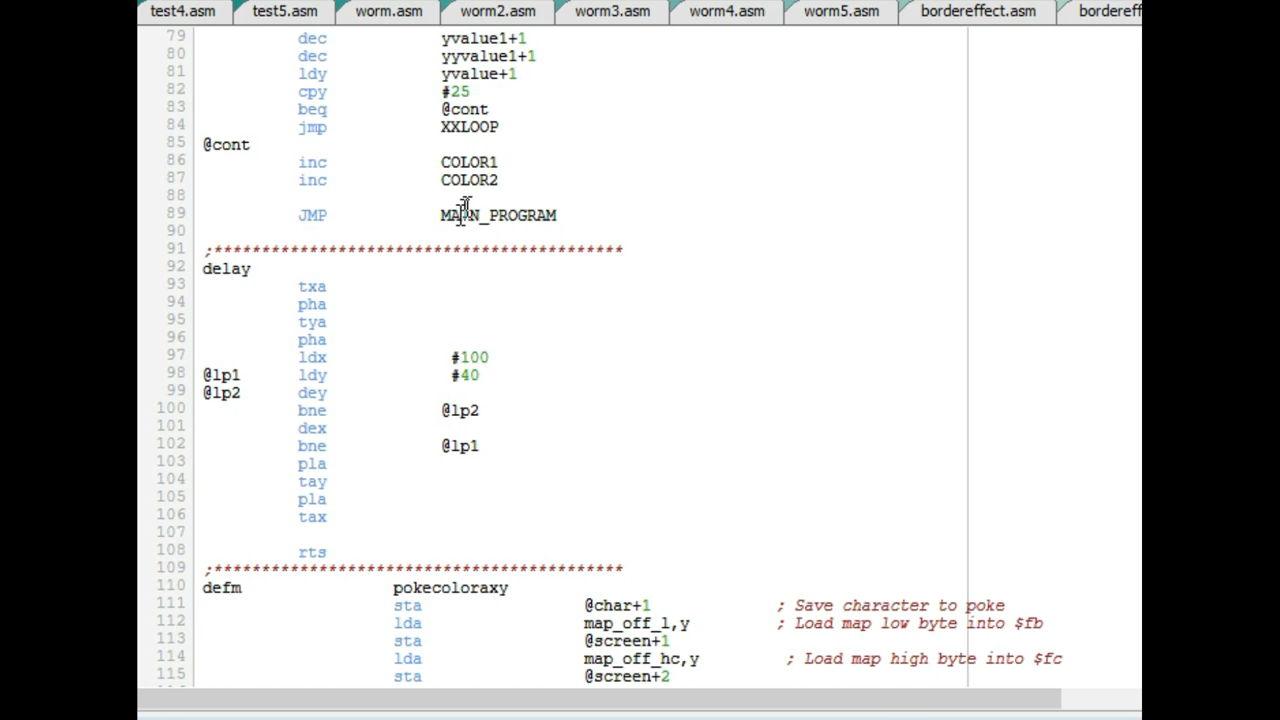 test4.asm test5.asm worm.asm worm2.asm worm3.asm worm4.asm worm5.asm bordereffect.asm bordereff
79 dec yvalue1+1
80 dec yyvalue1+1
81 ldy yvalue+1
82 cpy #25
83 beq @cont
84 jmp XXLOOP
85 @cont
86 inc COLOR1
87 inc COLOR2
88
89 JMP MAIN_PROGRAM
90
91 ;*******************************************
92 delay
93 txa
94 pha
95 tya
96 pha
97 ldx #100
98 @lp1 ldy #40
99 @lp2 dey
100 bne @lp2
101 dex
102 bne @lp1
103 pla
104 tay
105 pla
106 tax
107
108 rts
109 ;*******************************************
110 defm pokecoloraxy
111 sta @char+1 ; Save character to poke
112 lda map_off_l,y ; Load map low byte into $fb
113 sta @screen+1
114 lda map_off_hc,y ; Load map high byte into $fc
115 sta @screen+2